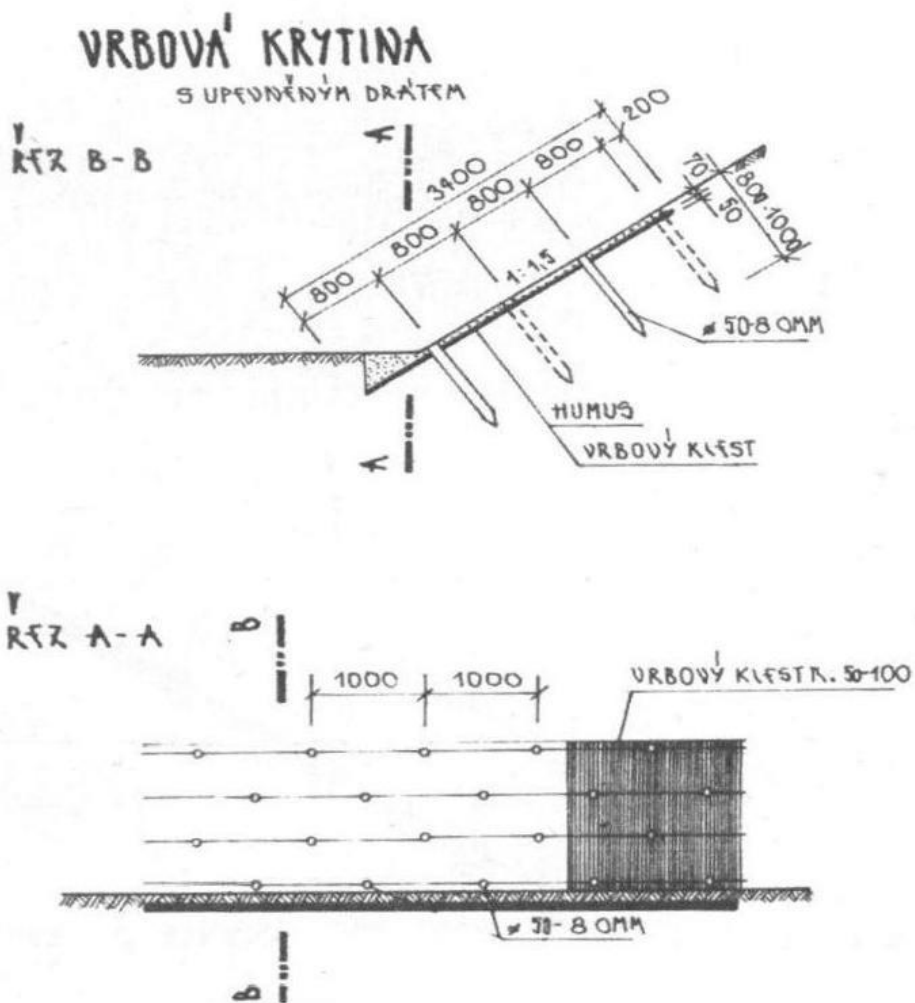 VRBOVÁ KRYTINA
S UPEVNĚNÝM DRÁTEM
ŘEZ B-B
A
3400
200
800
800
800
800
70
50
800-1000
1:1,5
ø 50-80MM
HUMUS
VRBOVÝ KLEST
A
ŘEZ A-A
B
1000
1000
VRBOVÝ KLEST R. 50-100
ø 50-80MM
B